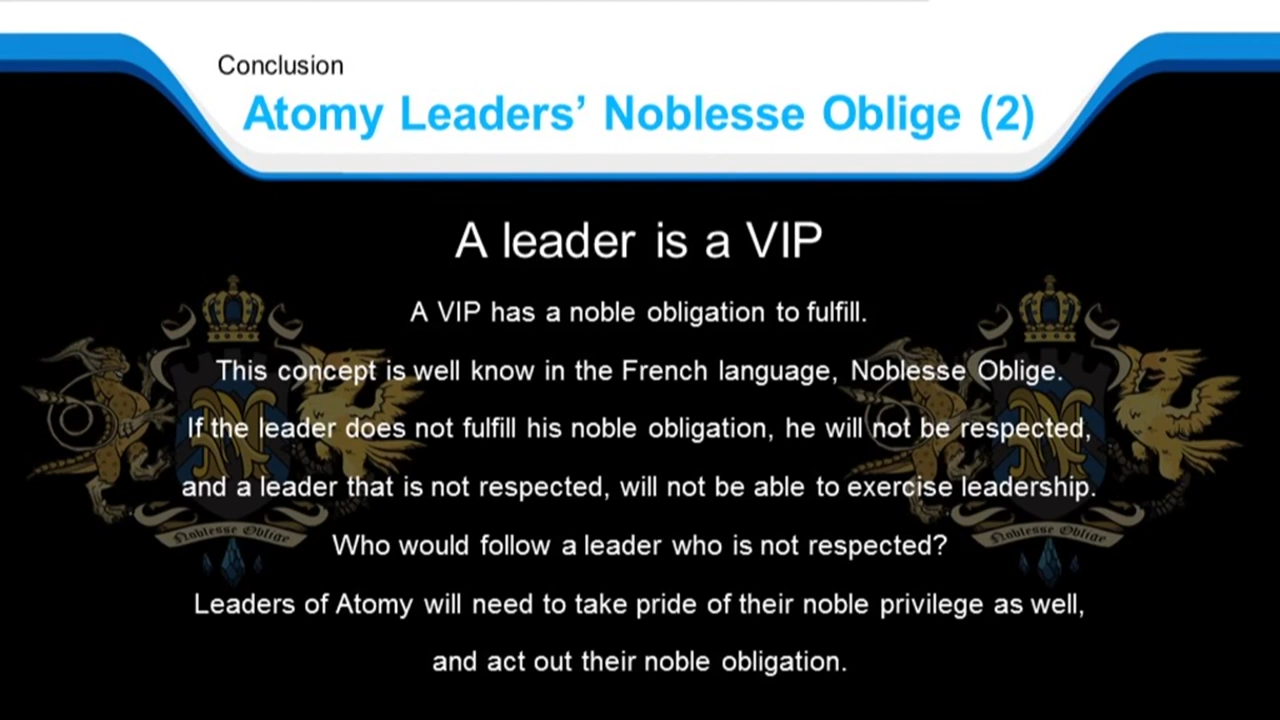 Conclusion
Atomy Leaders' Noblesse Oblige (2)
A leader is a VIP
A VIP has a noble obligation to fulfill.
This concept is well know in the French language, Noblesse Oblige.
If the leader does not fulfill his noble obligation, he will not be respected,
and a leader that is not respected, will not be able to exercise leadership.
Noblesse Oblige
Noblesse Oblige
Who would follow a leader who is not respected?
Leaders of Atomy will need to take pride of their noble privilege as well,
and act out their noble obligation.